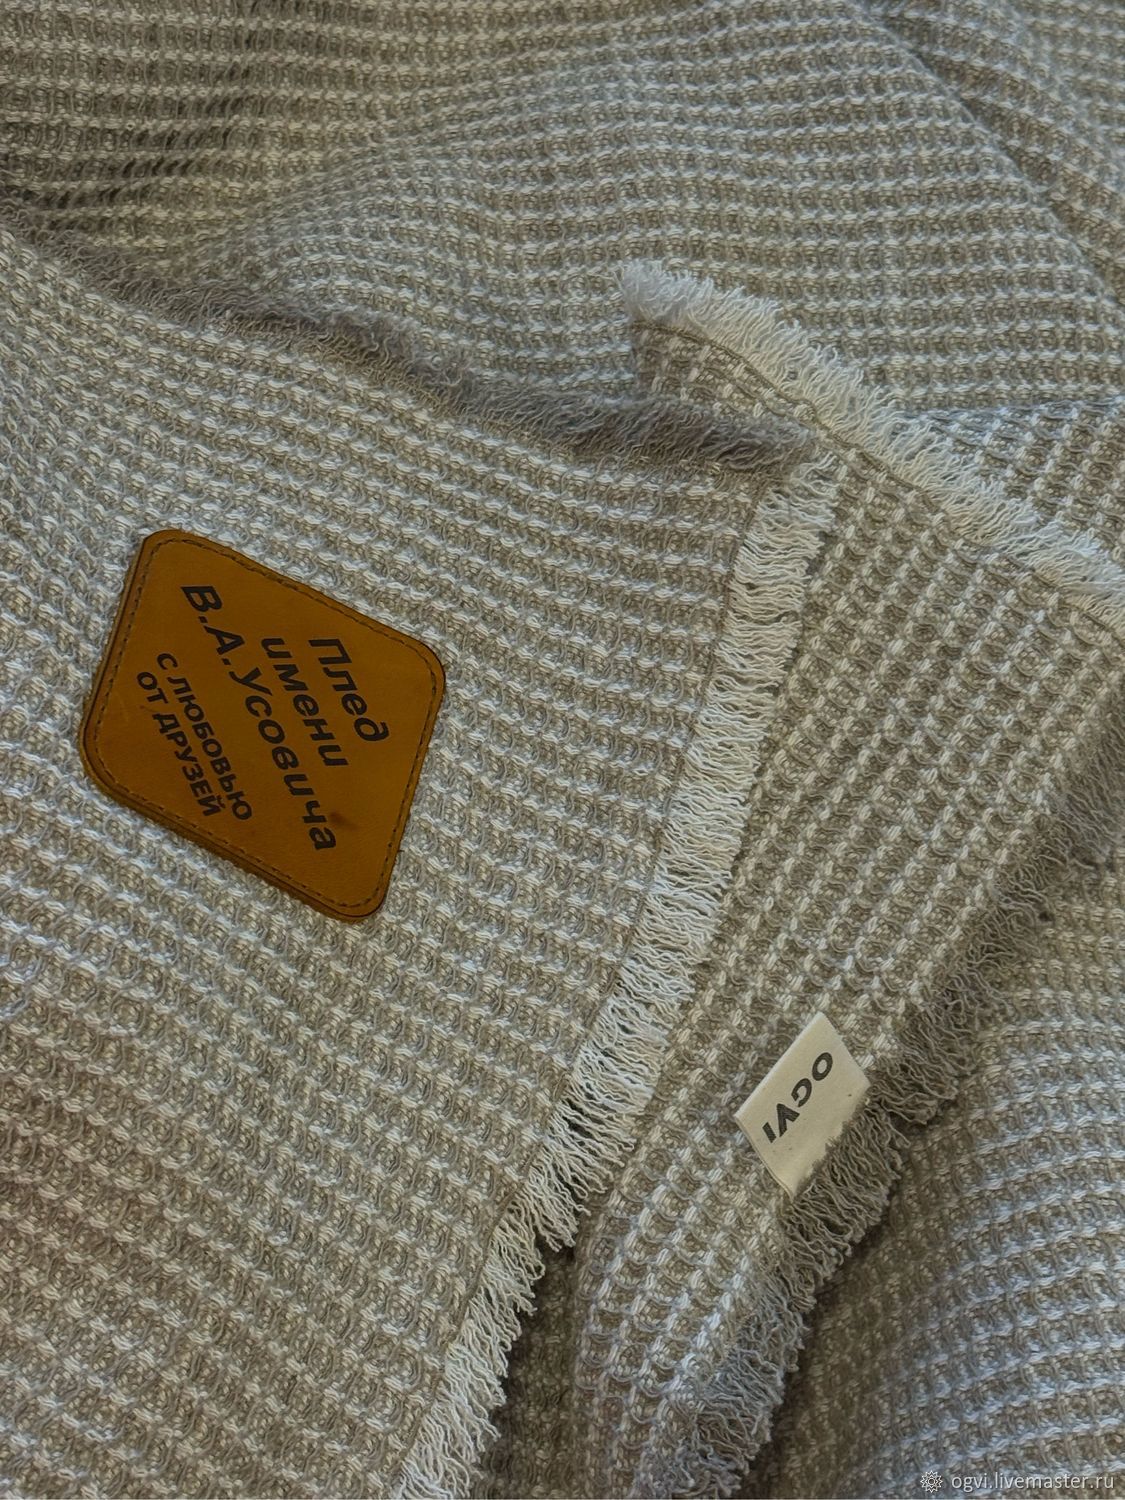 Плед
имени
В.А.Усовича
С ЛЮБОВЬЮ
ОТ ДРУЗЕЙ
OGVI
ogvi.livemaster.ru